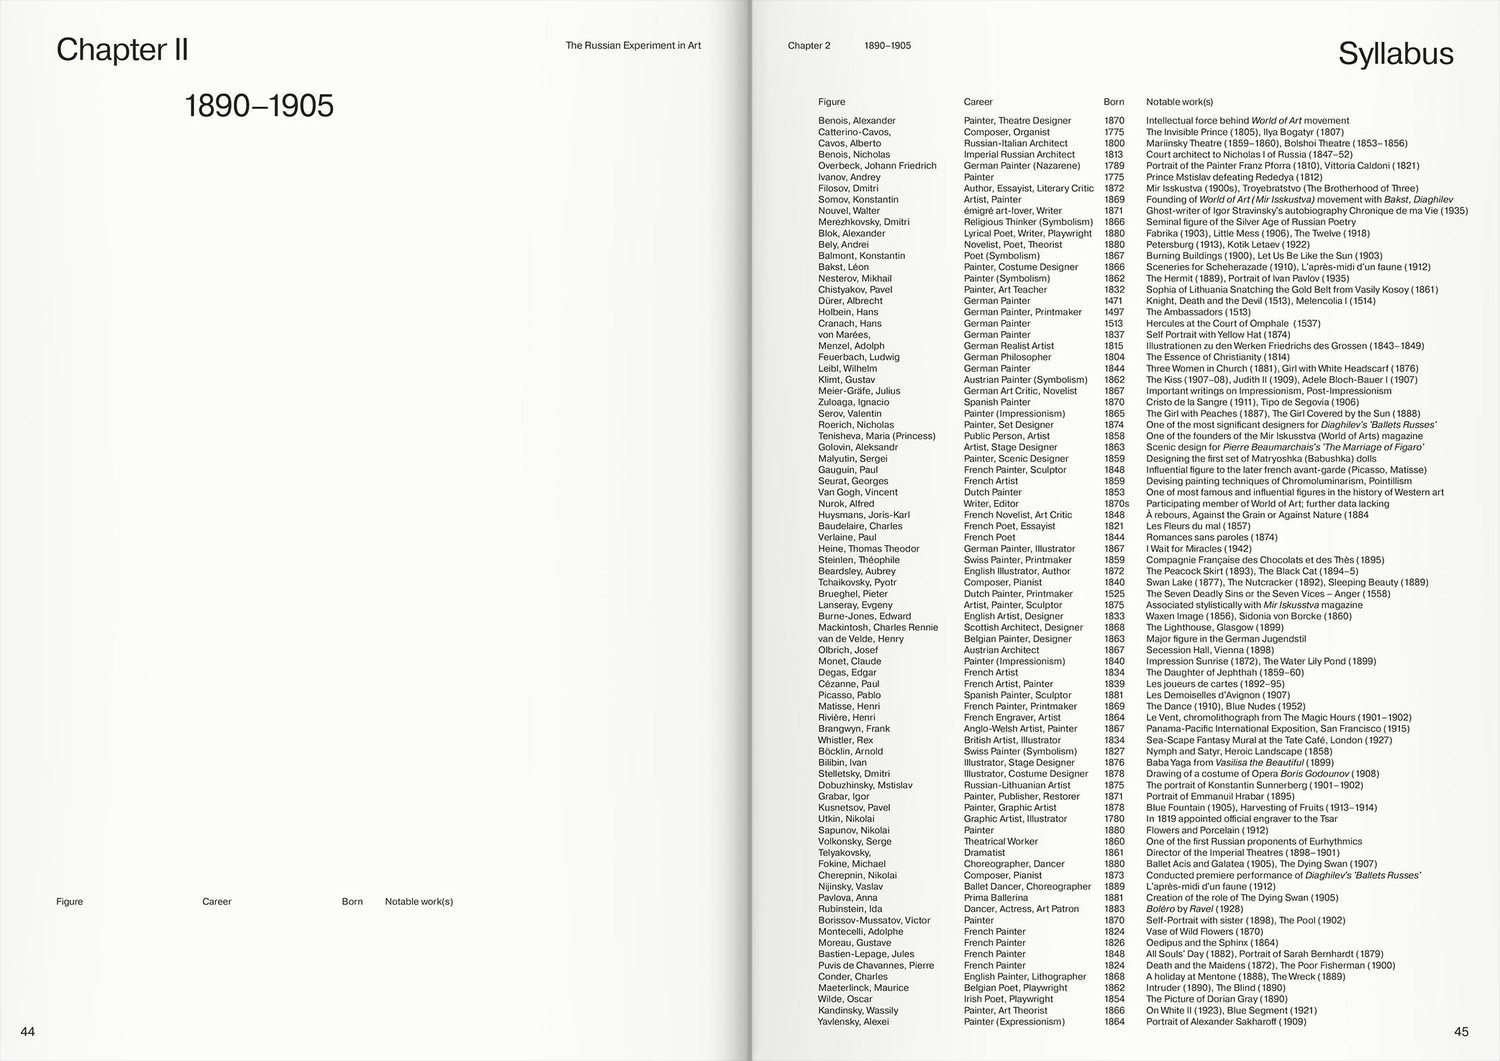 Chapter II
The Russian Experiment in Art
1890–1905
Figure Career Born Notable work(s)
44
Chapter 2 1890–1905
Syllabus
Figure Career Born Notable work(s)
Benois, Alexander Painter, Theatre Designer 1870 Intellectual force behind World of Art movement
Catterino-Cavos, Composer, Organist 1775 The Invisible Prince (1805), Ilya Bogatyr (1807)
Cavos, Alberto Russian-Italian Architect 1800 Mariinsky Theatre (1859–1860), Bolshoi Theatre (1853–1856)
Benois, Nicholas Imperial Russian Architect 1813 Court architect to Nicholas I of Russia (1847–52)
Overbeck, Johann Friedrich German Painter (Nazarene) 1789 Portrait of the Painter Franz Pforra (1810), Vittoria Caldoni (1821)
Ivanov, Andrey Painter 1775 Prince Mstislav defeating Rededya (1812)
Filosov, Dmitri Author, Essayist, Literary Critic 1872 Mir Isskustva (1900s), Troyebratstvo (The Brotherhood of Three)
Somov, Konstantin Artist, Painter 1869 Founding of World of Art (Mir Isskustva) movement with Bakst, Diaghilev
Nouvel, Walter émigré art-lover, Writer 1871 Ghost-writer of Igor Stravinsky's autobiography Chronique de ma Vie (1935)
Merezhkovsky, Dmitri Religious Thinker (Symbolism) 1866 Seminal figure of the Silver Age of Russian Poetry
Blok, Alexander Lyrical Poet, Writer, Playwright 1880 Fabrika (1903), Little Mess (1906), The Twelve (1918)
Bely, Andrei Novelist, Poet, Theorist 1880 Petersburg (1913), Kotik Letaev (1922)
Balmont, Konstantin Poet (Symbolism) 1867 Burning Buildings (1900), Let Us Be Like the Sun (1903)
Bakst, Léon Painter, Costume Designer 1866 Sceneries for Scheherazade (1910), L'après-midi d'un faune (1912)
Nesterov, Mikhail Painter (Symbolism) 1862 The Hermit (1889), Portrait of Ivan Pavlov (1935)
Chistyakov, Pavel Painter, Art Teacher 1832 Sophia of Lithuania Snatching the Gold Belt from Vasily Kosoy (1861)
Dürer, Albrecht German Painter 1471 Knight, Death and the Devil (1513), Melencolia I (1514)
Holbein, Hans German Painter, Printmaker 1497 The Ambassadors (1513)
Cranach, Hans German Painter 1513 Hercules at the Court of Omphale (1537)
von Marées, German Painter 1837 Self Portrait with Yellow Hat (1874)
Menzel, Adolph German Realist Artist 1815 Illustrationen zu den Werken Friedrichs des Grossen (1843–1849)
Feuerbach, Ludwig German Philosopher 1804 The Essence of Christianity (1814)
Leibl, Wilhelm German Painter 1844 Three Women in Church (1881), Girl with White Headscarf (1876)
Klimt, Gustav Austrian Painter (Symbolism) 1862 The Kiss (1907–08), Judith II (1909), Adele Bloch-Bauer I (1907)
Meier-Gräfe, Julius German Art Critic, Novelist 1867 Important writings on Impressionism, Post-Impressionism
Zuloaga, Ignacio Spanish Painter 1870 Cristo de la Sangre (1911), Tipo de Segovia (1906)
Serov, Valentin Painter (Impressionism) 1865 The Girl with Peaches (1887), The Girl Covered by the Sun (1888)
Roerich, Nicholas Painter, Set Designer 1874 One of the most significant designers for Diaghilev's 'Ballets Russes'
Tenisheva, Maria (Princess) Public Person, Artist 1858 One of the founders of the Mir Iskusstva (World of Arts) magazine
Golovin, Aleksandr Artist, Stage Designer 1863 Scenic design for Pierre Beaumarchais's 'The Marriage of Figaro'
Malyutin, Sergei Painter, Scenic Designer 1859 Designing the first set of Matryoshka (Babushka) dolls
Gauguin, Paul French Painter, Sculptor 1848 Influential figure to the later french avant-garde (Picasso, Matisse)
Seurat, Georges French Artist 1859 Devising painting techniques of Chromoluminarism, Pointillism
Van Gogh, Vincent Dutch Painter 1853 One of most famous and influential figures in the history of Western art
Nurok, Alfred Writer, Editor 1870s Participating member of World of Art; further data lacking
Huysmans, Joris-Karl French Novelist, Art Critic 1848 À rebours, Against the Grain or Against Nature (1884
Baudelaire, Charles French Poet, Essayist 1821 Les Fleurs du mal (1857)
Verlaine, Paul French Poet 1844 Romances sans paroles (1874)
Heine, Thomas Theodor German Painter, Illustrator 1867 I Wait for Miracles (1942)
Steinlen, Théophile Swiss Painter, Printmaker 1859 Compagnie Française des Chocolats et des Thès (1895)
Beardsley, Aubrey English Illustrator, Author 1872 The Peacock Skirt (1893), The Black Cat (1894–5)
Tchaikovsky, Pyotr Composer, Pianist 1840 Swan Lake (1877), The Nutcracker (1892), Sleeping Beauty (1889)
Brueghel, Pieter Dutch Painter, Printmaker 1525 The Seven Deadly Sins or the Seven Vices – Anger (1558)
Lanseray, Evgeny Artist, Painter, Sculptor 1875 Associated stylistically with Mir Iskusstva magazine
Burne-Jones, Edward English Artist, Designer 1833 Waxen Image (1856), Sidonia von Borcke (1860)
Mackintosh, Charles Rennie Scottish Architect, Designer 1868 The Lighthouse, Glasgow (1899)
van de Velde, Henry Belgian Painter, Designer 1863 Major figure in the German Jugendstil
Olbrich, Josef Austrian Architect 1867 Secession Hall, Vienna (1898)
Monet, Claude Painter (Impressionism) 1840 Impression Sunrise (1872), The Water Lily Pond (1899)
Degas, Edgar French Artist 1834 The Daughter of Jephthah (1859–60)
Cézanne, Paul French Artist, Painter 1839 Les joueurs de cartes (1892–95)
Picasso, Pablo Spanish Painter, Sculptor 1881 Les Demoiselles d'Avignon (1907)
Matisse, Henri French Painter, Printmaker 1869 The Dance (1910), Blue Nudes (1952)
Rivière, Henri French Engraver, Artist 1864 Le Vent, chromolithograph from The Magic Hours (1901–1902)
Brangwyn, Frank Anglo-Welsh Artist, Painter 1867 Panama-Pacific International Exposition, San Francisco (1915)
Whistler, Rex British Artist, Illustrator 1834 Sea-Scape Fantasy Mural at the Tate Café, London (1927)
Böcklin, Arnold Swiss Painter (Symbolism) 1827 Nymph and Satyr, Heroic Landscape (1858)
Bilibin, Ivan Illustrator, Stage Designer 1876 Baba Yaga from Vasilisa the Beautiful (1899)
Stelletsky, Dmitri Illustrator, Costume Designer 1878 Drawing of a costume of Opera Boris Godounov (1908)
Dobuzhinsky, Mstislav Russian-Lithuanian Artist 1875 The portrait of Konstantin Sunnerberg (1901–1902)
Grabar, Igor Painter, Publisher, Restorer 1871 Portrait of Emmanuil Hrabar (1895)
Kusnetsov, Pavel Painter, Graphic Artist 1878 Blue Fountain (1905), Harvesting of Fruits (1913–1914)
Utkin, Nikolai Graphic Artist, Illustrator 1780 In 1819 appointed official engraver to the Tsar
Sapunov, Nikolai Painter 1880 Flowers and Porcelain (1912)
Volkonsky, Serge Theatrical Worker 1860 One of the first Russian proponents of Eurhythmics
Telyakovsky, Dramatist 1861 Director of the Imperial Theatres (1898–1901)
Fokine, Michael Choreographer, Dancer 1880 Ballet Acis and Galatea (1905), The Dying Swan (1907)
Cherepnin, Nikolai Composer, Pianist 1873 Conducted premiere performance of Diaghilev's 'Ballets Russes'
Nijinsky, Vaslav Ballet Dancer, Choreographer 1889 L'après-midi d'un faune (1912)
Pavlova, Anna Prima Ballerina 1881 Creation of the role of The Dying Swan (1905)
Rubinstein, Ida Dancer, Actress, Art Patron 1883 Boléro by Ravel (1928)
Borissov-Mussatov, Victor Painter 1870 Self-Portrait with sister (1898), The Pool (1902)
Montecelli, Adolphe French Painter 1824 Vase of Wild Flowers (1870)
Moreau, Gustave French Painter 1826 Oedipus and the Sphinx (1864)
Bastien-Lepage, Jules French Painter 1848 All Souls' Day (1882), Portrait of Sarah Bernhardt (1879)
Puvis de Chavannes, Pierre French Painter 1824 Death and the Maidens (1872), The Poor Fisherman (1900)
Conder, Charles English Painter, Lithographer 1868 A holiday at Mentone (1888), The Wreck (1889)
Maeterlinck, Maurice Belgian Poet, Playwright 1862 Intruder (1890), The Blind (1890)
Wilde, Oscar Irish Poet, Playwright 1854 The Picture of Dorian Gray (1890)
Kandinsky, Wassily Painter, Art Theorist 1866 On White II (1923), Blue Segment (1921)
Yavlensky, Alexei Painter (Expressionism) 1864 Portrait of Alexander Sakharoff (1909)
45